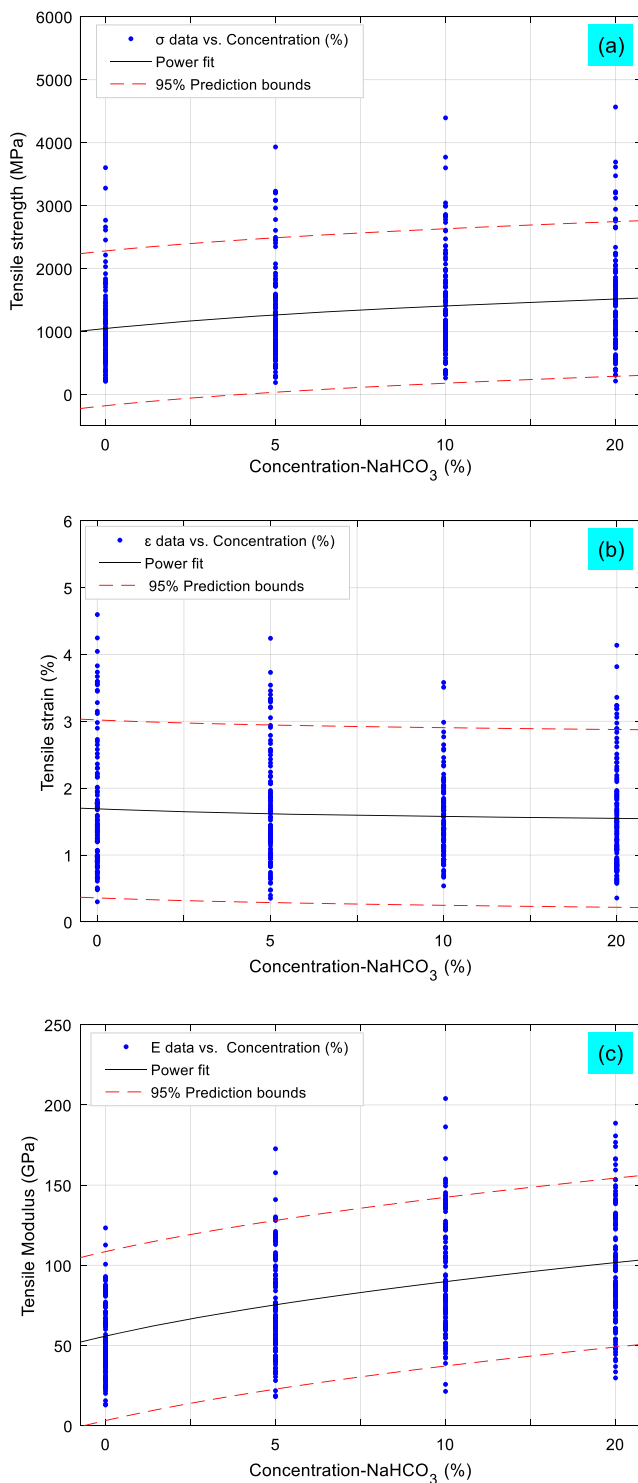 6000
5000
4000
3000
2000
1000
0
Tensile strength (MPa)
σ data vs. Concentration (%)
Power fit
95% Prediction bounds
(a)
0 5 10 20
Concentration-NaHCO3 (%)
6
5
4
3
2
1
0
Tensile strain (%)
ε data vs. Concentration (%)
Power fit
95% Prediction bounds
(b)
0 5 10 20
Concentration-NaHCO3 (%)
250
200
150
100
50
0
Tensile Modulus (GPa)
E data vs. Concentration (%)
Power fit
95% Prediction bounds
(c)
0 5 10 20
Concentration-NaHCO3 (%)